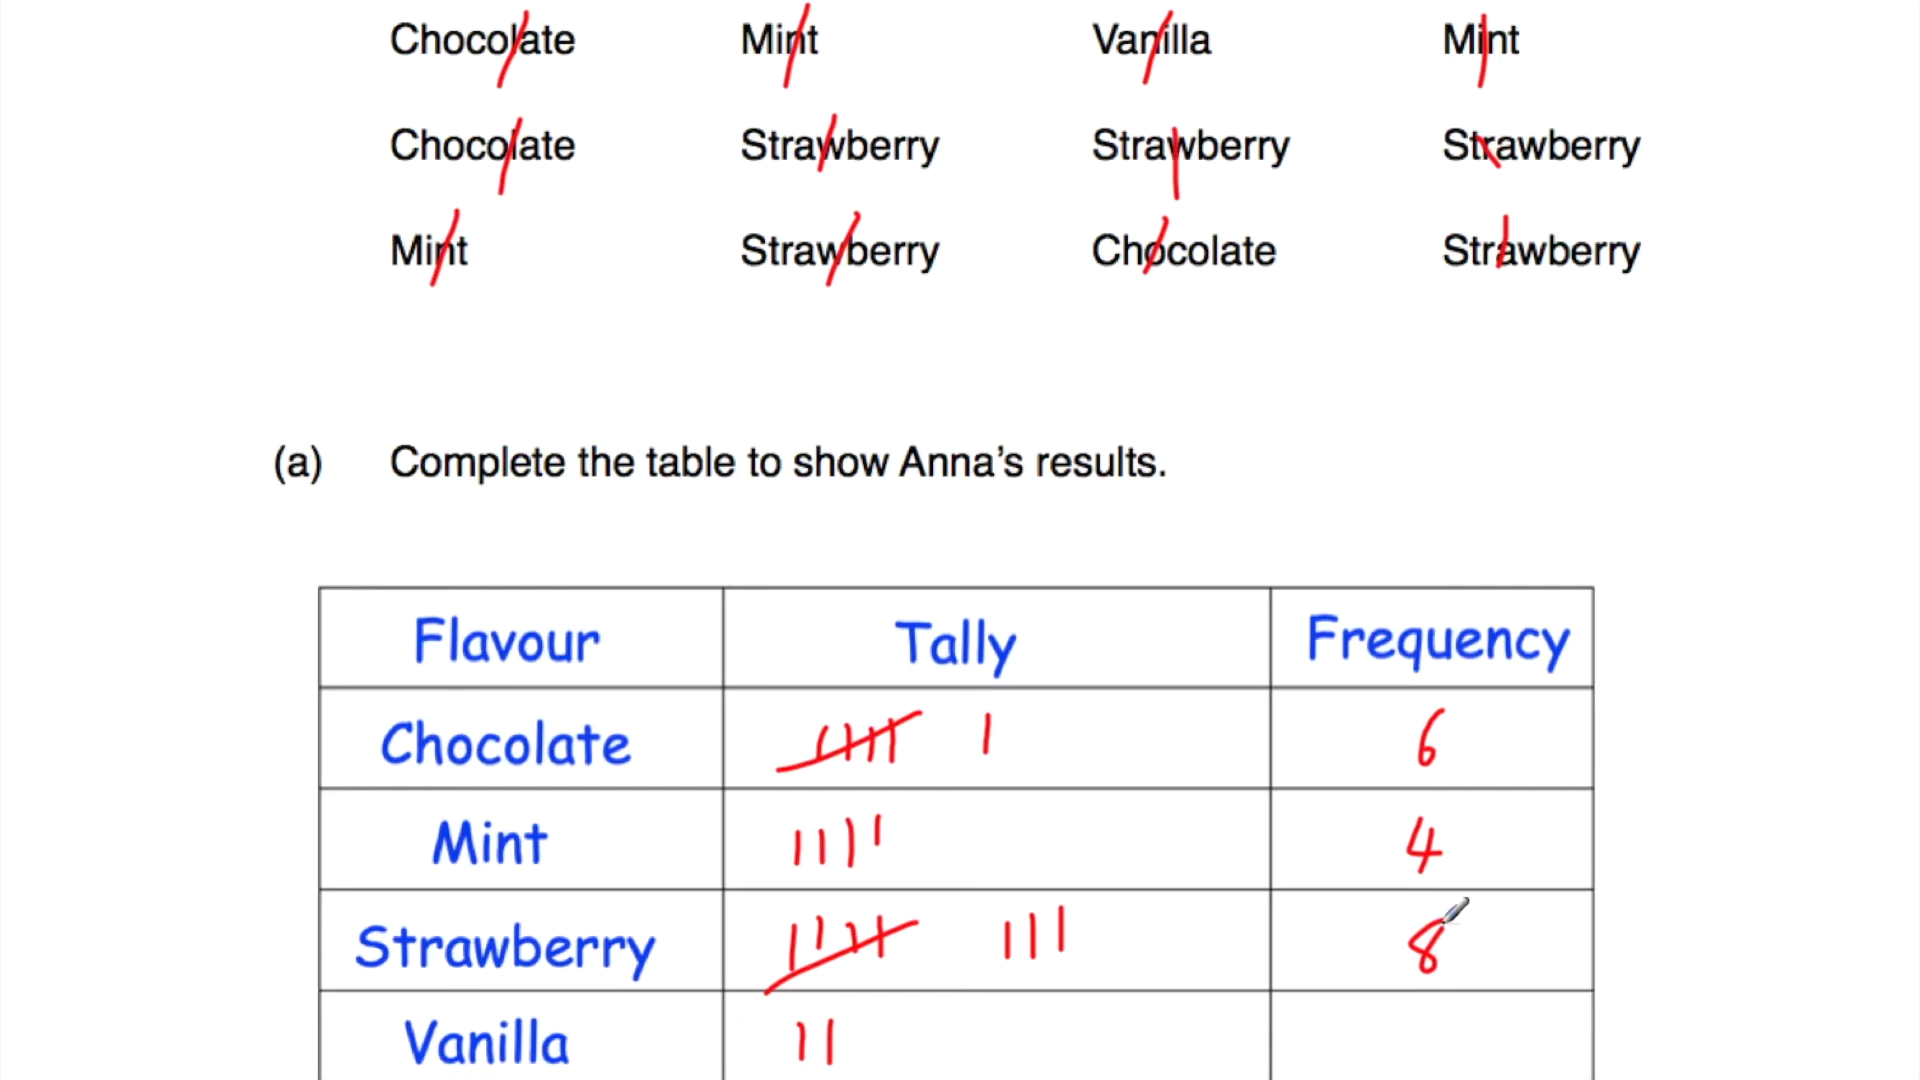 Chocolate Mint Vanilla Mint
Chocolate Strawberry Strawberry Strawberry
Mint Strawberry Chocolate Strawberry
(a) Complete the table to show Anna's results.
Flavour Tally Frequency
Chocolate 6
Mint 4
Strawberry 8
Vanilla